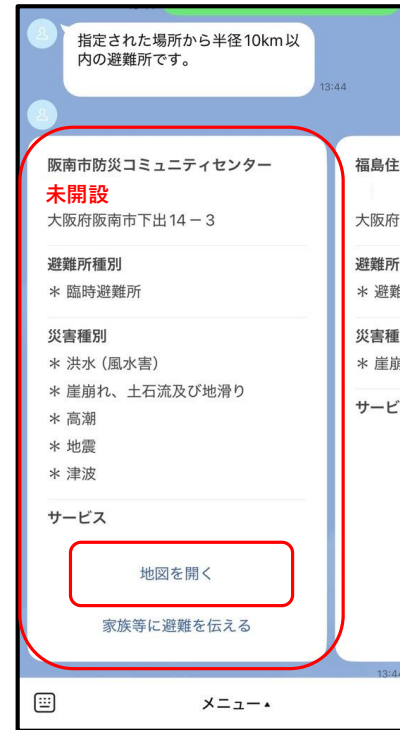 指定された場所から半径10km以
内の避難所です。
13:44
阪南市防災コミュニティセンター
未開設
大阪府阪南市下出14－3
避難所種別
＊ 臨時避難所
災害種別
＊ 洪水（風水害）
＊ 崖崩れ、土石流及び地滑り
＊ 高潮
＊ 地震
＊ 津波
サービス
地図を開く
家族等に避難を伝える
福島住
大阪府
避難所
＊ 避難
災害種
＊ 崖崩
サービ
13:44
メニュー▲